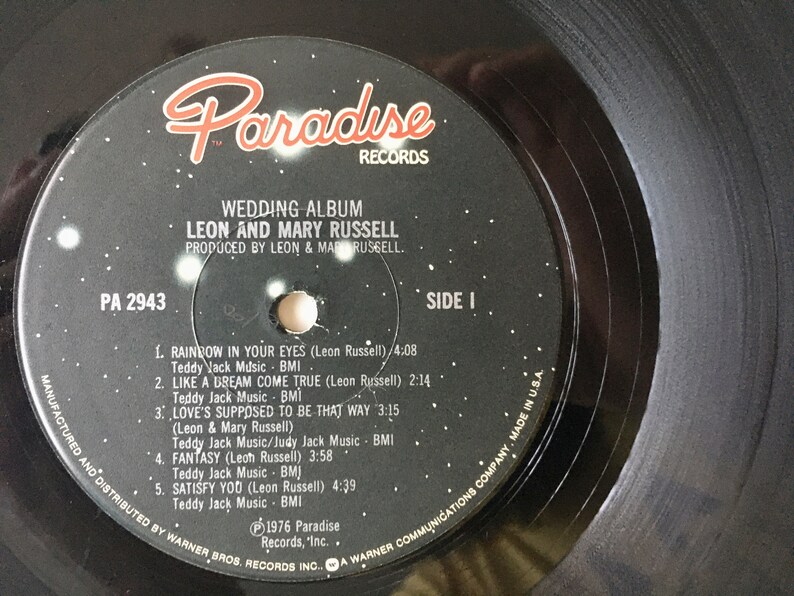 Paradise
TM
RECORDS
WEDDING ALBUM
LEON AND MARY RUSSELL
PRODUCED BY LEON & MARY RUSSELL.
PA 2943
SIDE I
1. RAINBOW IN YOUR EYES (Leon Russell) 4:08
Teddy Jack Music - BMI
2. LIKE A DREAM COME TRUE (Leon Russell) 2:14
Teddy Jack Music - BMI
3. LOVE'S SUPPOSED TO BE THAT WAY 3:15
(Leon & Mary Russell)
Teddy Jack Music/Judy Jack Music - BMI
4. FANTASY (Leon Russell) 3:58
Teddy Jack Music - BMI
5. SATISFY YOU (Leon Russell) 4:39
Teddy Jack Music - BMI
℗1976 Paradise
Records, Inc.
MANUFACTURED AND DISTRIBUTED BY WARNER BROS. RECORDS INC., W A WARNER COMMUNICATIONS COMPANY. MADE IN U.S.A.